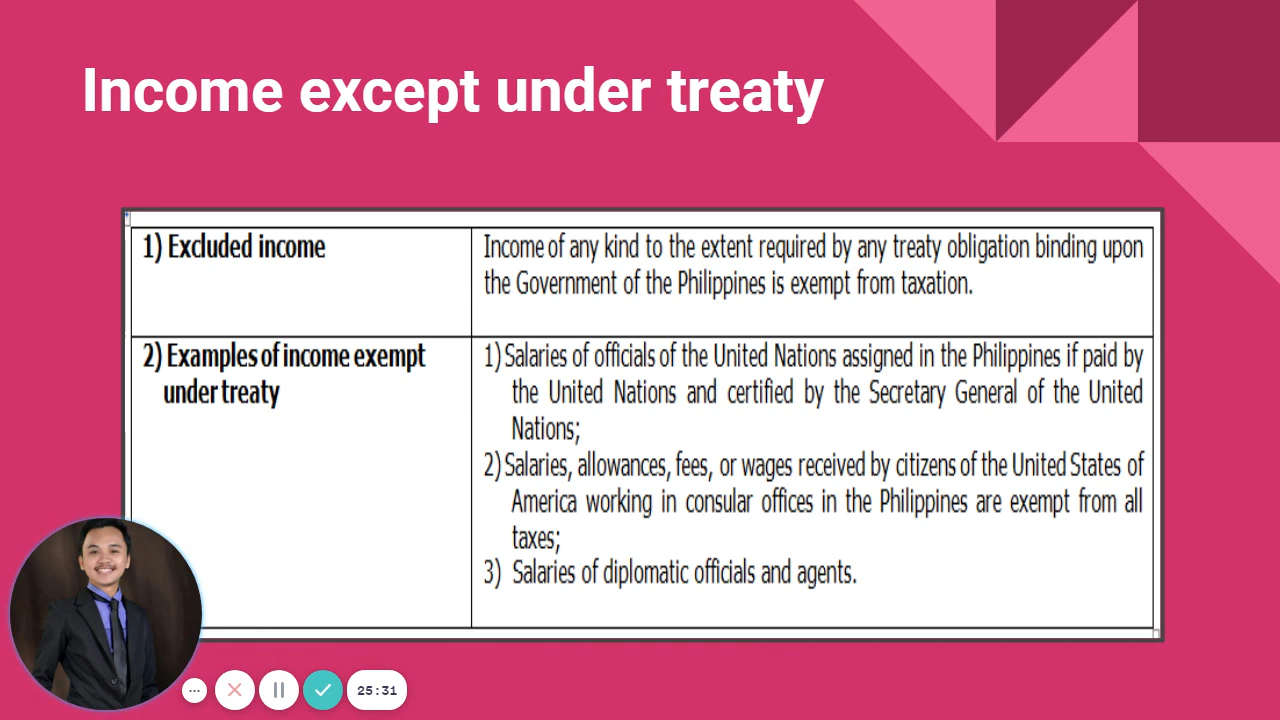 Income except under treaty
1) Excluded income
Income of any kind to the extent required by any treaty obligation binding upon
the Government of the Philippines is exempt from taxation.
2) Examples of income exempt
under treaty
1) Salaries of officials of the United Nations assigned in the Philippines if paid by
the United Nations and certified by the Secretary General of the United
Nations;
2) Salaries, allowances, fees, or wages received by citizens of the United States of
America working in consular offices in the Philippines are exempt from all
taxes;
3) Salaries of diplomatic officials and agents.
25:31